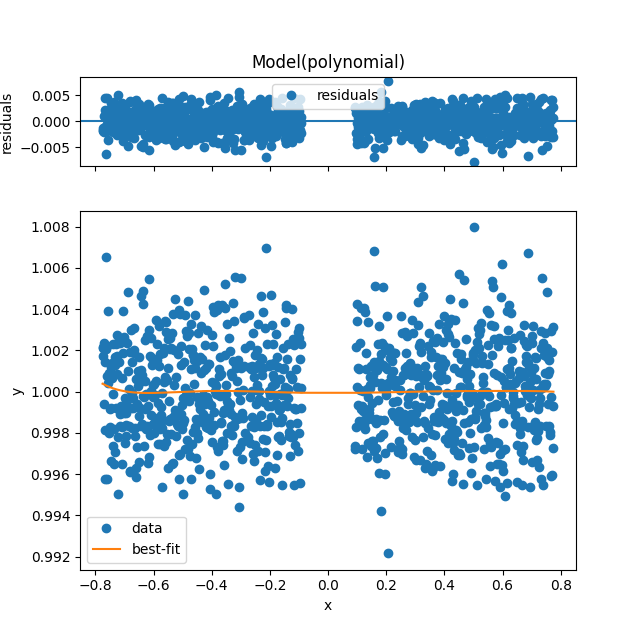 Model(polynomial)
residuals
0.005
0.000
−0.005
residuals
y
1.008
1.006
1.004
1.002
1.000
0.998
0.996
0.994
0.992
data
best-fit
−0.8 −0.6 −0.4 −0.2 0.0 0.2 0.4 0.6 0.8
x